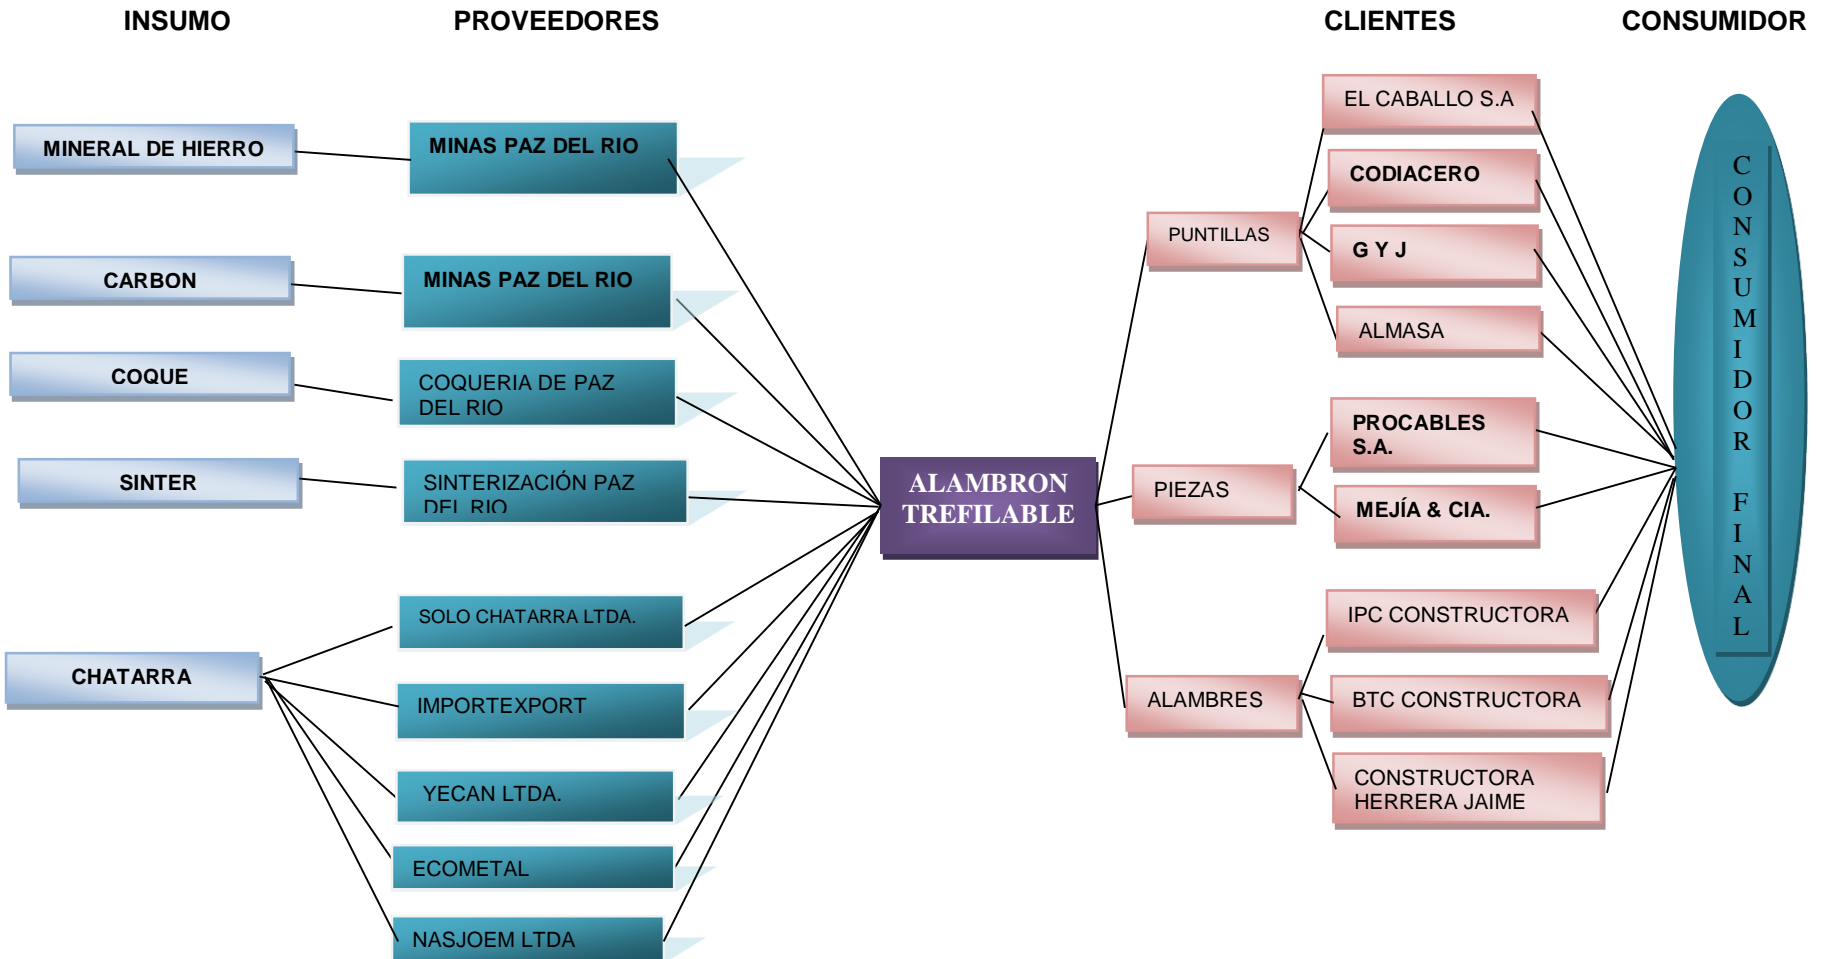 INSUMO
PROVEEDORES
CLIENTES
CONSUMIDOR
MINERAL DE HIERRO
CARBON
COQUE
SINTER
CHATARRA
MINAS PAZ DEL RIO
MINAS PAZ DEL RIO
COQUERIA DE PAZ
DEL RIO
SINTERIZACIÓN PAZ
DEL RIO
SOLO CHATARRA LTDA.
IMPORTEXPORT
YECAN LTDA.
ECOMETAL
NASJOEM LTDA
ALAMBRON
TREFILABLE
PUNTILLAS
PIEZAS
ALAMBRES
EL CABALLO S.A
CODIACERO
G Y J
ALMASA
PROCABLES
S.A.
MEJÍA & CIA.
IPC CONSTRUCTORA
BTC CONSTRUCTORA
CONSTRUCTORA
HERRERA JAIME
CONSUMIDOR FINAL